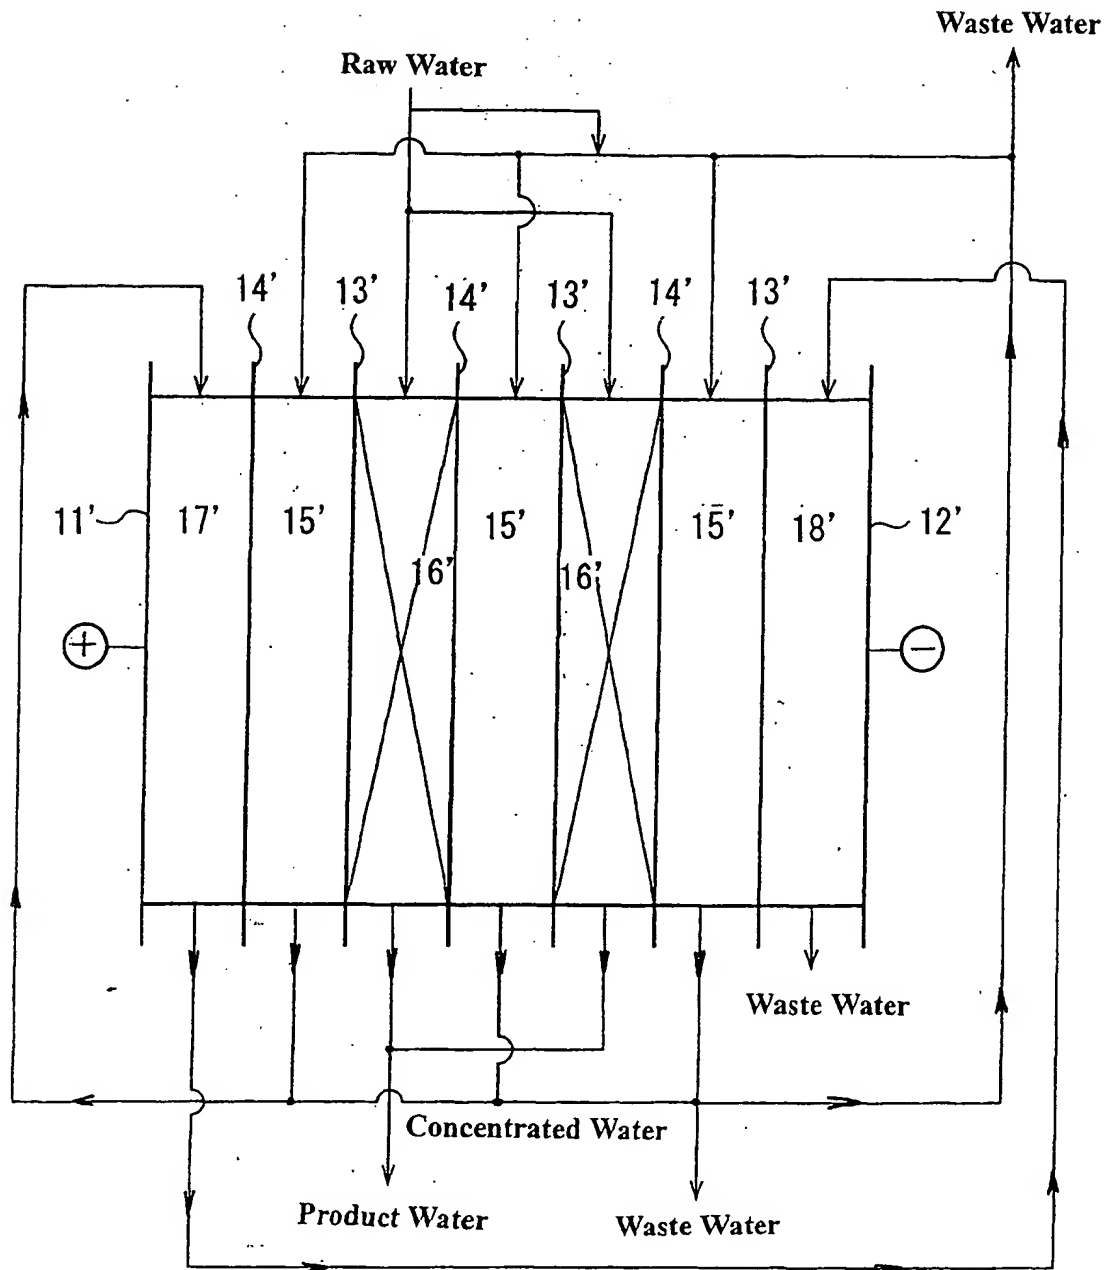 Waste Water
Raw Water
14' 13' 14' 13' 14' 13'
11' 17' 15' 15' 15' 18' 12'
16' 16'
+ −
Waste Water
Concentrated Water
Product Water
Waste Water